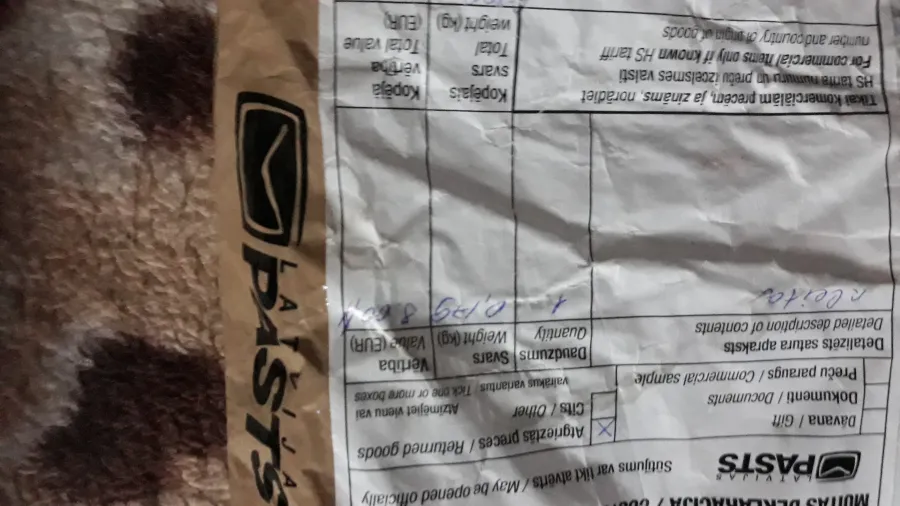 MUITAS DEKLARĀCIJA /
LATVIJAS
PASTS
Sūtījums var tikt atvērts / May be opened officially
Dāvana / Gift
Dokumenti / Documents
Preču paraugs / Commercial sample
X Atgrieztās preces / Returned goods
Cits / Other
Atzīmējiet vienu vai
vairākus variantus / Tick one or more boxes
Detalizēts satura apraksts
Detailed description of contents
Daudzums
Quantity
Svars
Weight (kg)
Vērtība
Value (EUR)
1
Tikai komerciālām precēm, ja zināms, norādiet
HS tarifa numuru un preču izcelsmes valsti
For commercial items only if known HS tariff
number and country of origin of goods
Kopējais
svars
Total
weight (kg)
Kopējā
vērtība
Total value
(EUR)
LATVIJAS
PASTS